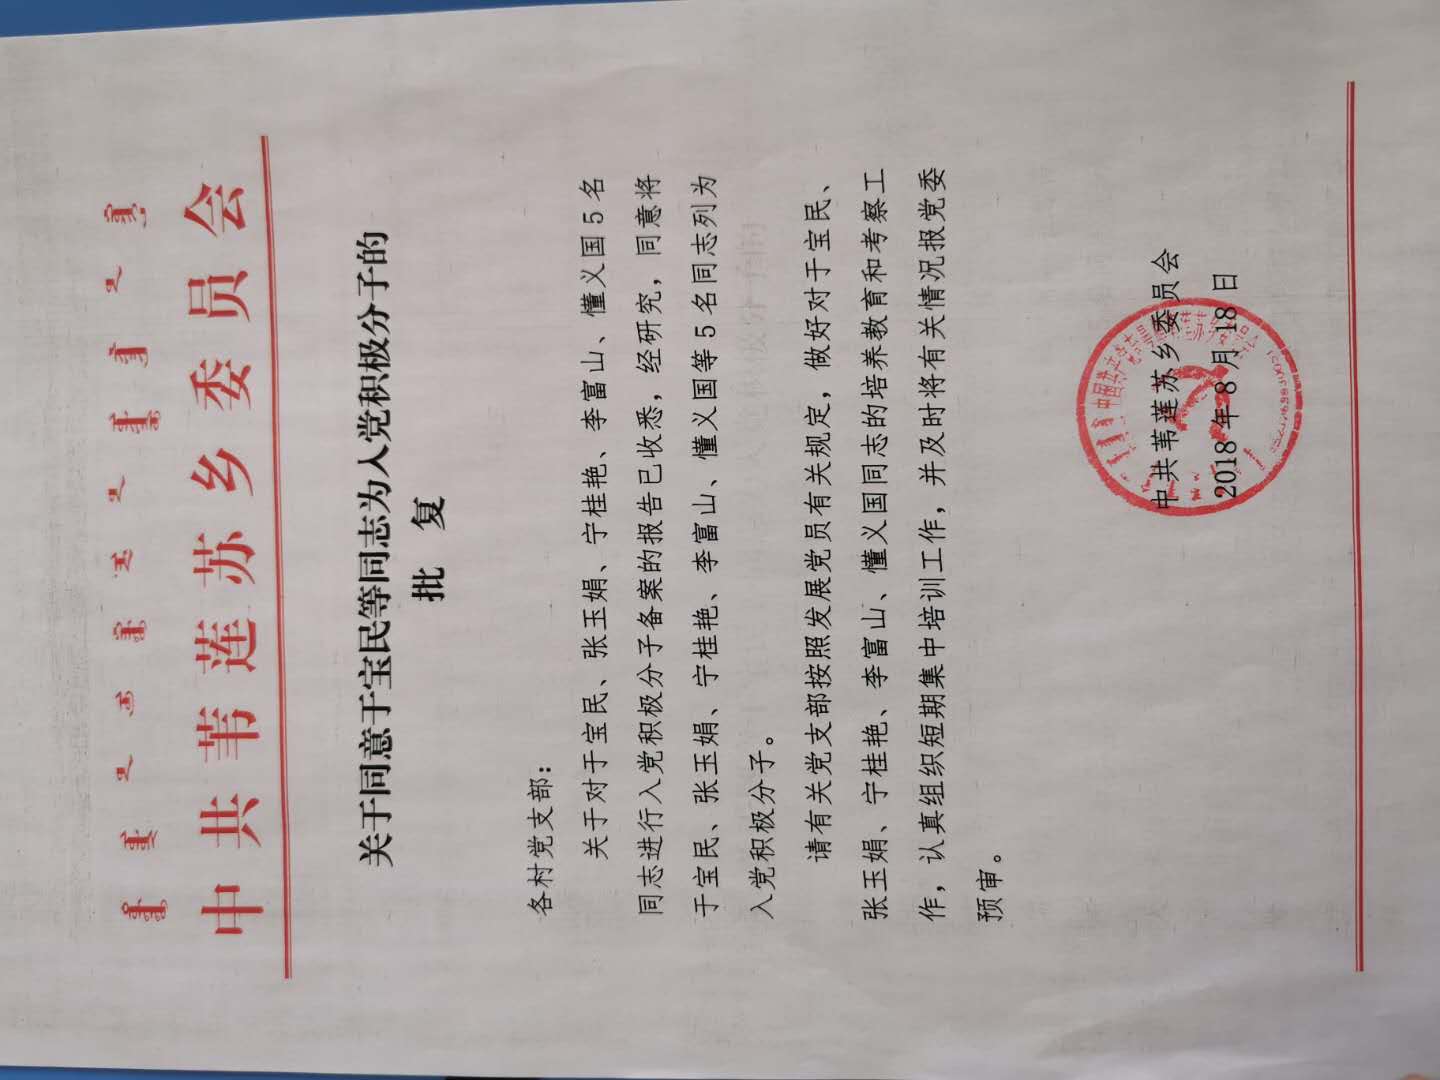 中共苇莲苏乡委员会
关于同意于宝民等同志为入党积极分子的
批 复
各村党支部：
关于对于宝民、张玉娟、宁桂艳、李富山、懂义国5名
同志进行入党积极分子备案的报告已收悉，经研究，同意将
于宝民、张玉娟、宁桂艳、李富山、懂义国等5名同志列为
入党积极分子。
请有关党支部按照发展党员有关规定，做好对于宝民、
张玉娟、宁桂艳、李富山、懂义国同志的培养教育和考察工
作，认真组织短期集中培训工作，并及时将有关情况报党委
预审。
中共苇莲苏乡委员会
2018年8月18日